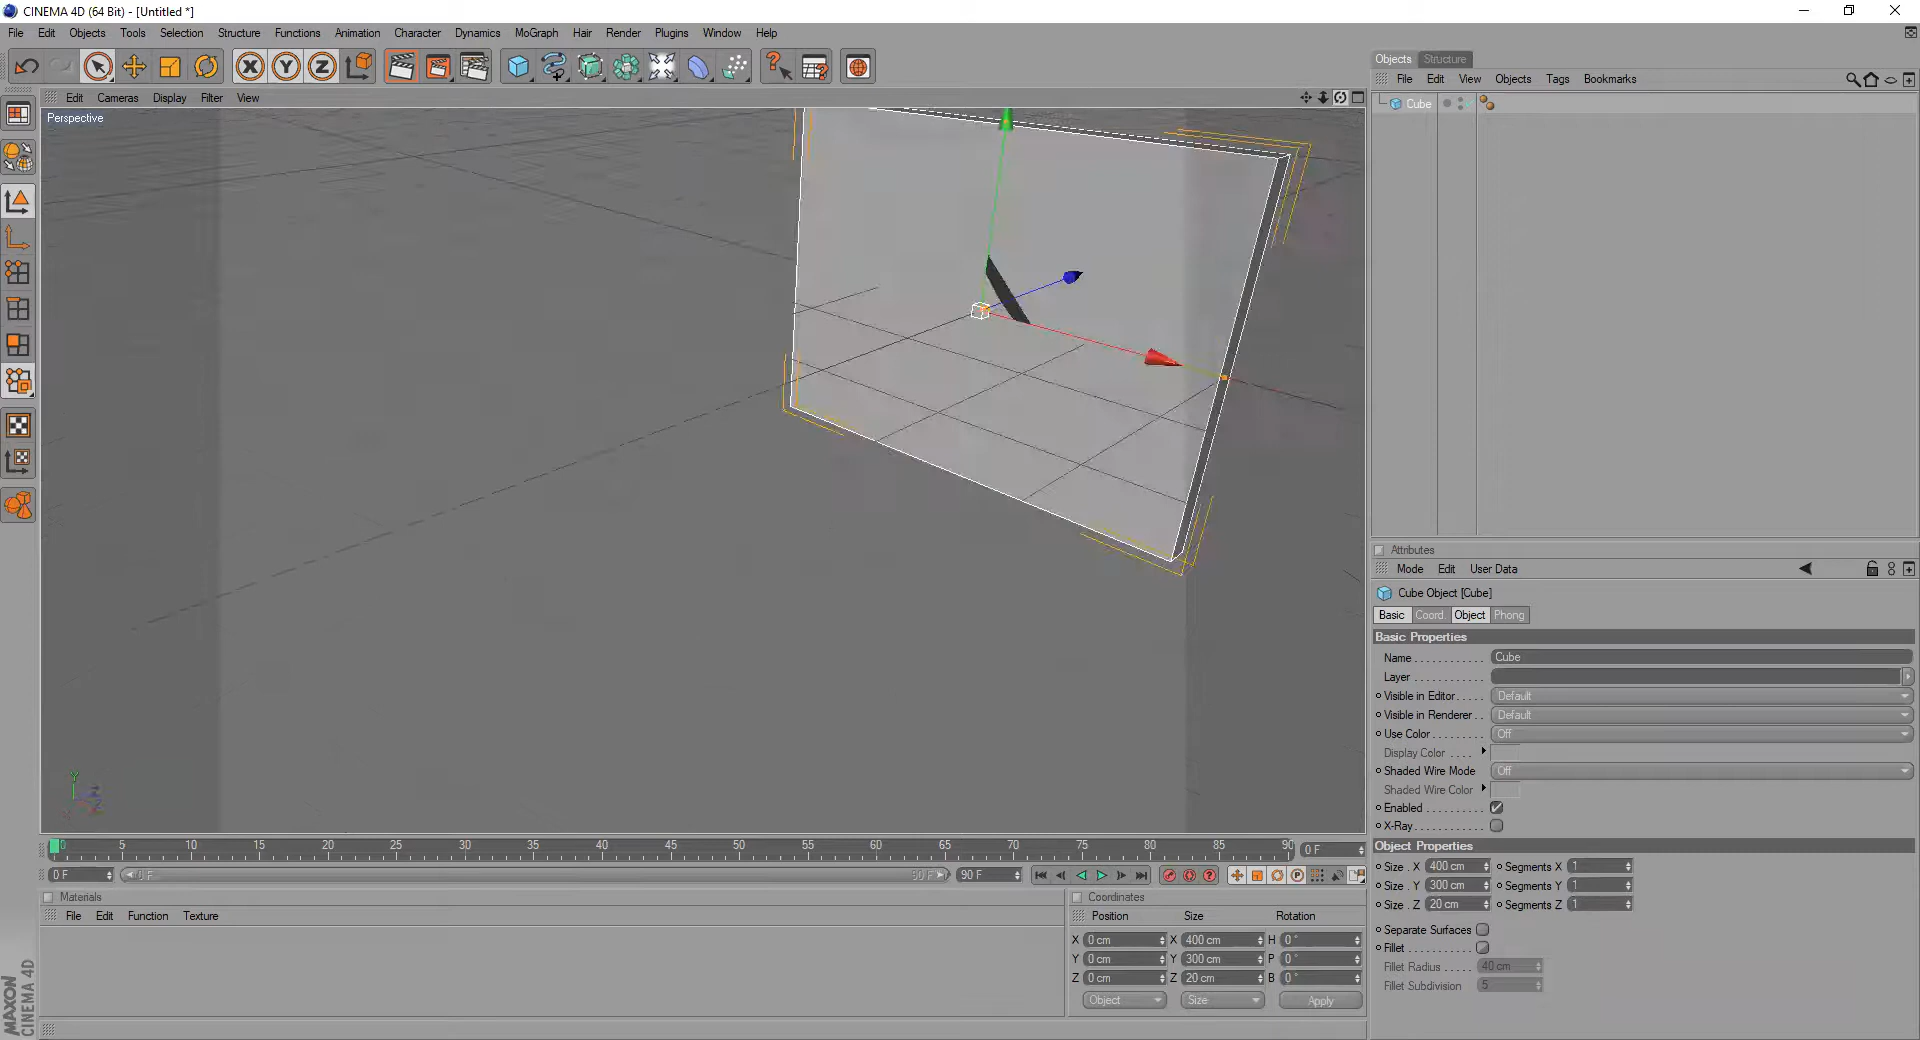 CINEMA 4D (64 Bit) - [Untitled *]
File Edit Objects Tools Selection Structure Functions Animation Character Dynamics MoGraph Hair Render Plugins Window Help
X Y Z
Objects Structure
File Edit View Objects Tags Bookmarks
Edit Cameras Display Filter View
Cube
Perspective
Attributes
Mode Edit User Data
Cube Object [Cube]
Basic Coord. Object Phong
Basic Properties
Name Cube
Layer
Visible in Editor Default
Visible in Renderer Default
Use Color Off
Display Color
Shaded Wire Mode Off
Shaded Wire Color
Enabled
X-Ray
Object Properties
Size . X 400 cm Segments X 1
Size . Y 300 cm Segments Y 1
Size . Z 20 cm Segments Z 1
Separate Surfaces
Fillet
Fillet Radius 40 cm
Fillet Subdivision 5
Y
0 5 10 15 20 25 30 35 40 45 50 55 60 65 70 75 80 85 90 0 F
0 F 0 F 90 F 90 F
Materials
File Edit Function Texture
Coordinates
Position Size Rotation
X 0 cm X 400 cm H 0 °
Y 0 cm Y 300 cm P 0 °
Z 0 cm Z 20 cm B 0 °
Object Size Apply
MAXON
CINEMA 4D